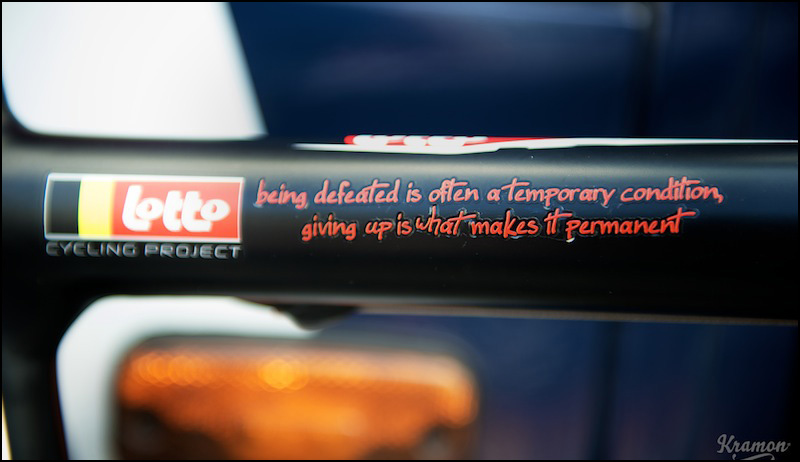 Lotto
CYCLING PROJECT
being defeated is often a temporary condition,
giving up is what makes it permanent
Kramon